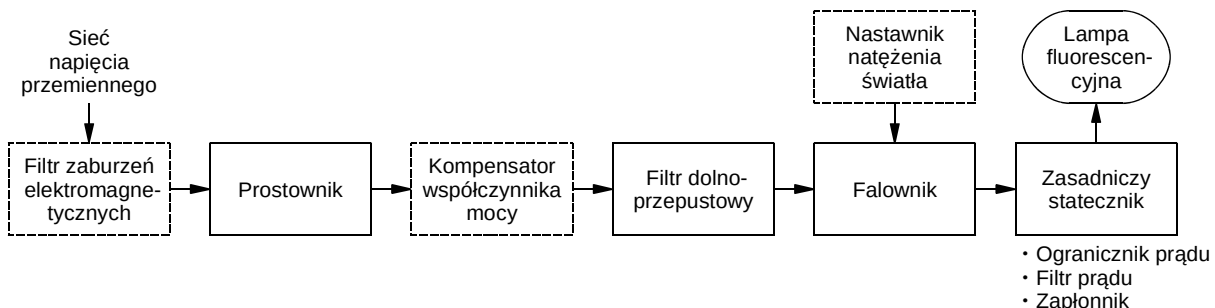 Sieć
napięcia
przemiennego
Nastawnik
natężenia
światła
Lampa
fluorescen-
cyjna
Filtr zaburzeń
elektromagne-
tycznych
Prostownik
Kompensator
współczynnika
mocy
Filtr dolno-
przepustowy
Falownik
Zasadniczy
statecznik
· Ogranicznik prądu
· Filtr prądu
· Zapłonnik